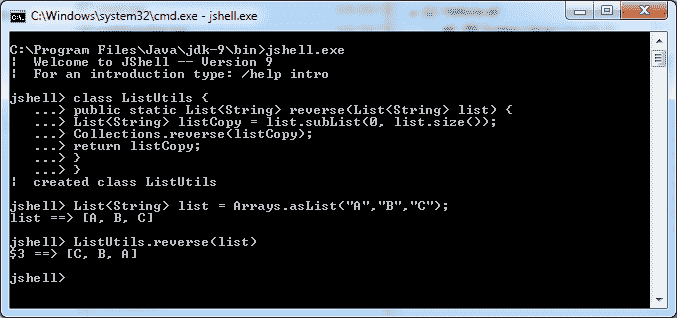 C:\Windows\system32\cmd.exe - jshell.exe
C:\Program Files\Java\jdk-9\bin>jshell.exe
|  Welcome to JShell -- Version 9
|  For an introduction type: /help intro
jshell> class ListUtils {
   ...> public static List<String> reverse(List<String> list) {
   ...> List<String> listCopy = list.subList(0, list.size());
   ...> Collections.reverse(listCopy);
   ...> return listCopy;
   ...> }
   ...> }
|  created class ListUtils
jshell> List<String> list = Arrays.asList("A","B","C");
list ==> [A, B, C]
jshell> ListUtils.reverse(list)
$3 ==> [C, B, A]
jshell>